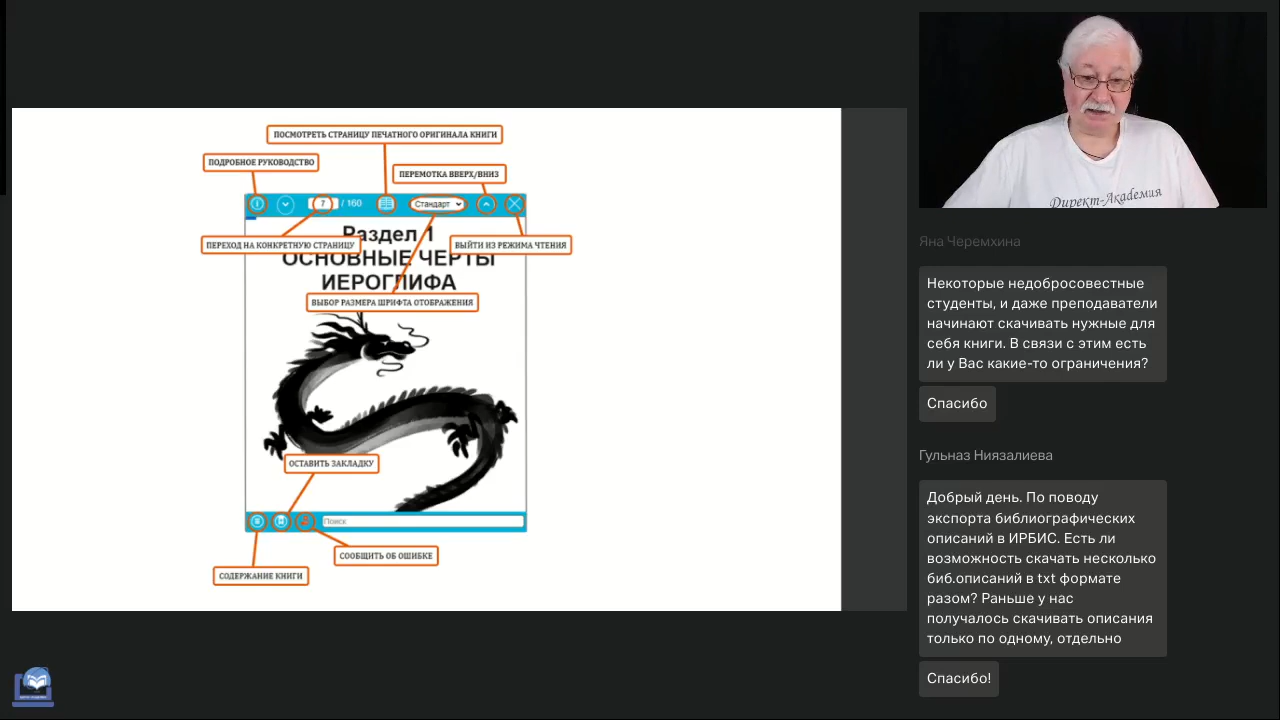 ПОСМОТРЕТЬ СТРАНИЦУ ПЕЧАТНОГО ОРИГИНАЛА КНИГИ
ПОДРОБНОЕ РУКОВОДСТВО
ПЕРЕМОТКА ВВЕРХ/ВНИЗ
7 / 160
Стандарт
ПЕРЕХОД НА КОНКРЕТНУЮ СТРАНИЦУ
ВЫЙТИ ИЗ РЕЖИМА ЧТЕНИЯ
Раздел 1
ОСНОВНЫЕ ЧЕРТЫ
ИЕРОГЛИФА
ВЫБОР РАЗМЕРА ШРИФТА ОТОБРАЖЕНИЯ
ОСТАВИТЬ ЗАКЛАДКУ
Поиск
СООБЩИТЬ ОБ ОШИБКЕ
СОДЕРЖАНИЕ КНИГИ
Директ-Академия
Яна Черемхина
Некоторые недобросовестные
студенты, и даже преподаватели
начинают скачивать нужные для
себя книги. В связи с этим есть
ли у Вас какие-то ограничения?
Спасибо
Гульназ Ниязалиева
Добрый день. По поводу
экспорта библиографических
описаний в ИРБИС. Есть ли
возможность скачать несколько
биб.описаний в txt формате
разом? Раньше у нас
получалось скачивать описания
только по одному, отдельно
Спасибо!